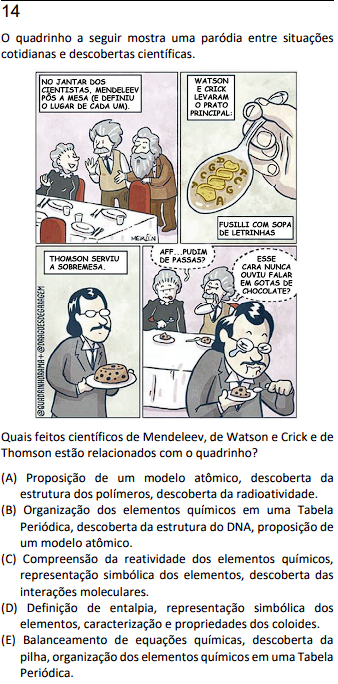 14
O quadrinho a seguir mostra uma paródia entre situações
cotidianas e descobertas científicas.
NO JANTAR DOS
CIENTISTAS, MENDELEEV
PÔS A MESA (E DEFINIU
O LUGAR DE CADA UM).
WATSON
E CRICK
LEVARAM
O PRATO
PRINCIPAL:
FUSILLI COM SOPA
DE LETRINHAS
THOMSON SERVIU
A SOBREMESA.
AFF...PUDIM
DE PASSAS?
ESSE
CARA NUNCA
OUVIU FALAR
EM GOTAS DE
CHOCOLATE?
Quais feitos científicos de Mendeleev, de Watson e Crick e de
Thomson estão relacionados com o quadrinho?
(A) Proposição de um modelo atômico, descoberta da
estrutura dos polímeros, descoberta da radioatividade.
(B) Organização dos elementos químicos em uma Tabela
Periódica, descoberta da estrutura do DNA, proposição de
um modelo atômico.
(C) Compreensão da reatividade dos elementos químicos,
representação simbólica dos elementos, descoberta das
interações moleculares.
(D) Definição de entalpia, representação simbólica dos
elementos, caracterização e propriedades dos coloides.
(E) Balanceamento de equações químicas, descoberta da
pilha, organização dos elementos químicos em uma Tabela
Periódica.